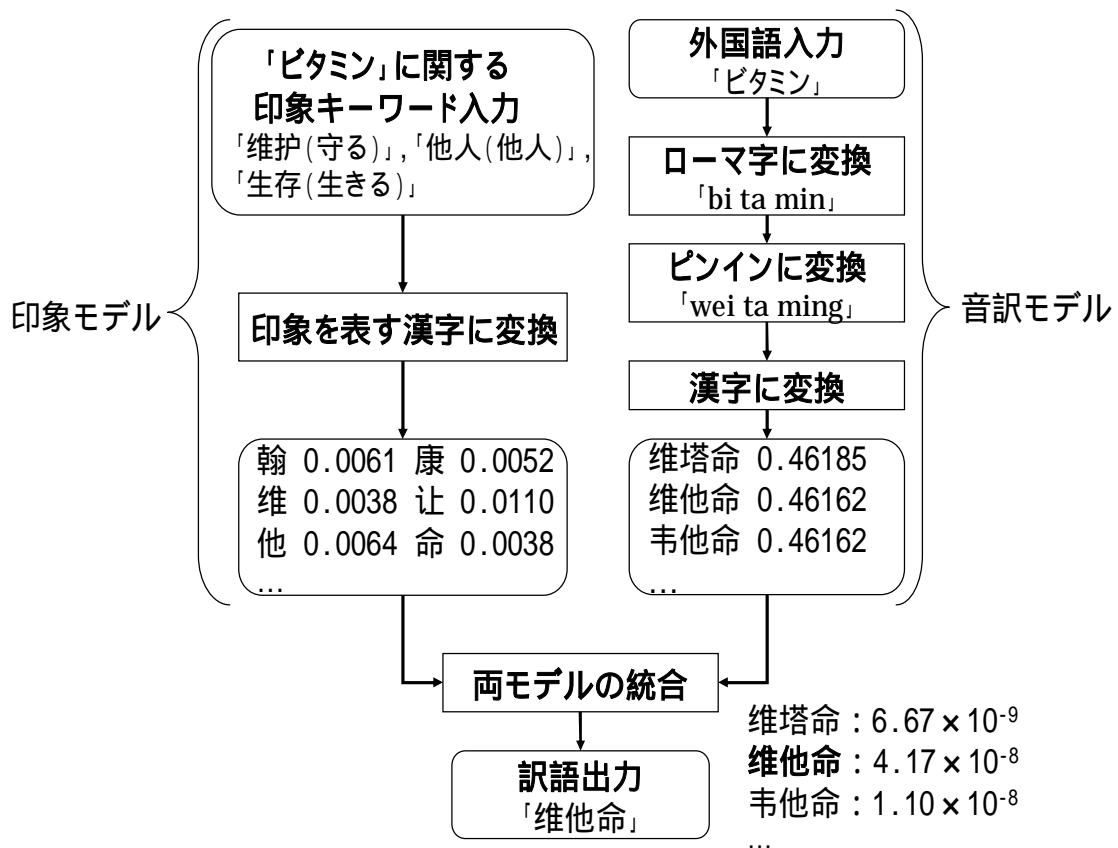 「ビタミン」に関する
印象キーワード入力
「维护(守る)」,「他人(他人)」,
「生存(生きる)」
印象を表す漢字に変換
翰 0.0061 康 0.0052
维 0.0038 让 0.0110
他 0.0064 命 0.0038
...
印象モデル
外国語入力
「ビタミン」
ローマ字に変換
「bi ta min」
ピンインに変換
「wei ta ming」
漢字に変換
维塔命 0.46185
维他命 0.46162
韦他命 0.46162
...
音訳モデル
両モデルの統合
訳語出力
「维他命」
维塔命：6.67×10⁻⁹
维他命：4.17×10⁻⁸
韦他命：1.10×10⁻⁸
...